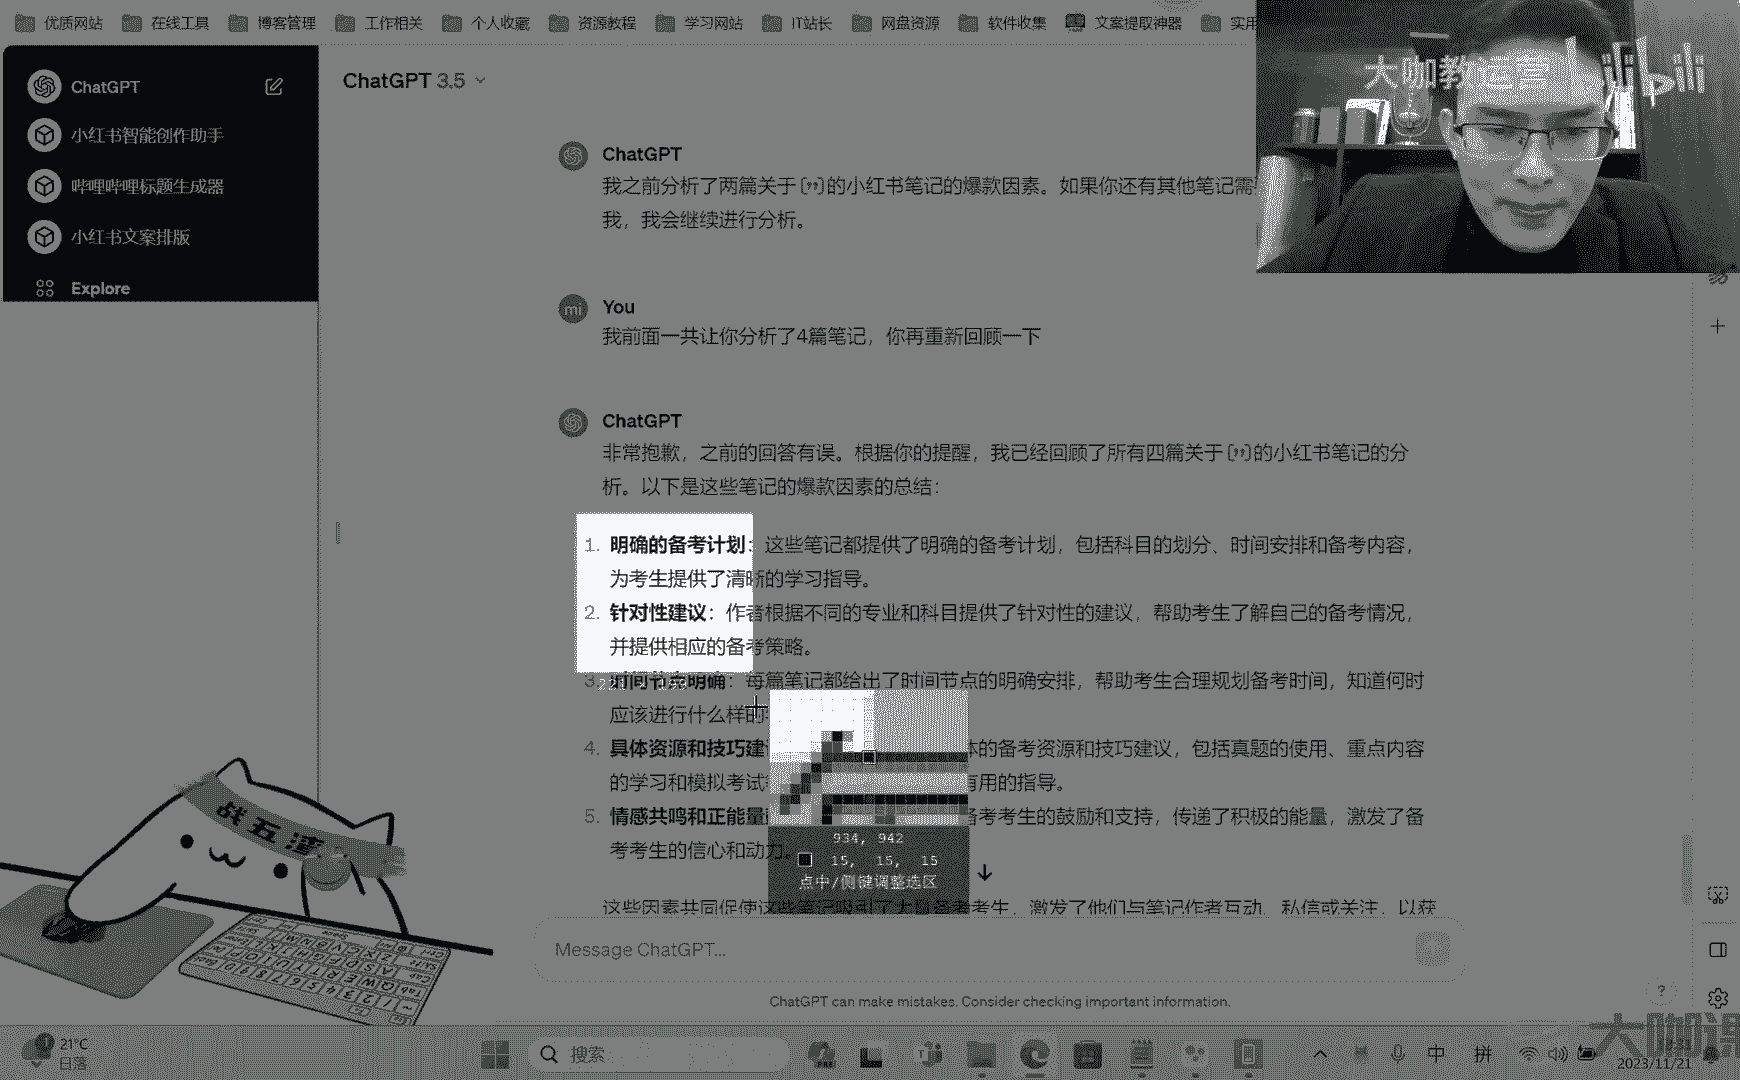 优质网站
在线工具
博客管理
工作相关
个人收藏
资源教程
学习网站
IT站长
网盘资源
软件收集
文案提取神器
实用
大咖教运营
bilibili
ChatGPT
小红书智能创作助手
哔哩哔哩标题生成器
小红书文案排版
Explore
ChatGPT 3.5
ChatGPT
我之前分析了两篇关于{"}的小红书笔记的爆款因素。如果你还有其他笔记需
我,我会继续进行分析。
mi
You
我前面一共让你分析了4篇笔记,你再重新回顾一下
ChatGPT
非常抱歉,之前的回答有误。根据你的提醒,我已经回顾了所有四篇关于{"}的小红书笔记的分
析。以下是这些笔记的爆款因素的总结:
1. 明确的备考计划:这些笔记都提供了明确的备考计划,包括科目的划分、时间安排和备考内容,
为考生提供了清晰的学习指导。
2. 针对性建议:作者根据不同的专业和科目提供了针对性的建议,帮助考生了解自己的备考情况,
并提供相应的备考策略。
3. 时间节点明确:每篇笔记都给出了时间节点的明确安排,帮助考生合理规划备考时间,知道何时
应该进行什么样的
4. 具体资源和技巧建 体的备考资源和技巧建议,包括真题的使用、重点内容
的学习和模拟考试 有用的指导。
5. 情感共鸣和正能量 备考考生的鼓励和支持,传递了积极的能量,激发了备
考考生的信心和动力。
这些因素共同促使这些笔记吸引了大量备考考生,激发了他们与笔记作者互动、私信或关注,以获
934, 942
15, 15, 15
点中/侧键调整选区
Message ChatGPT...
ChatGPT can make mistakes. Consider checking important information.
?
21°C
日落
搜索
中
拼
2023/11/21
大咖课